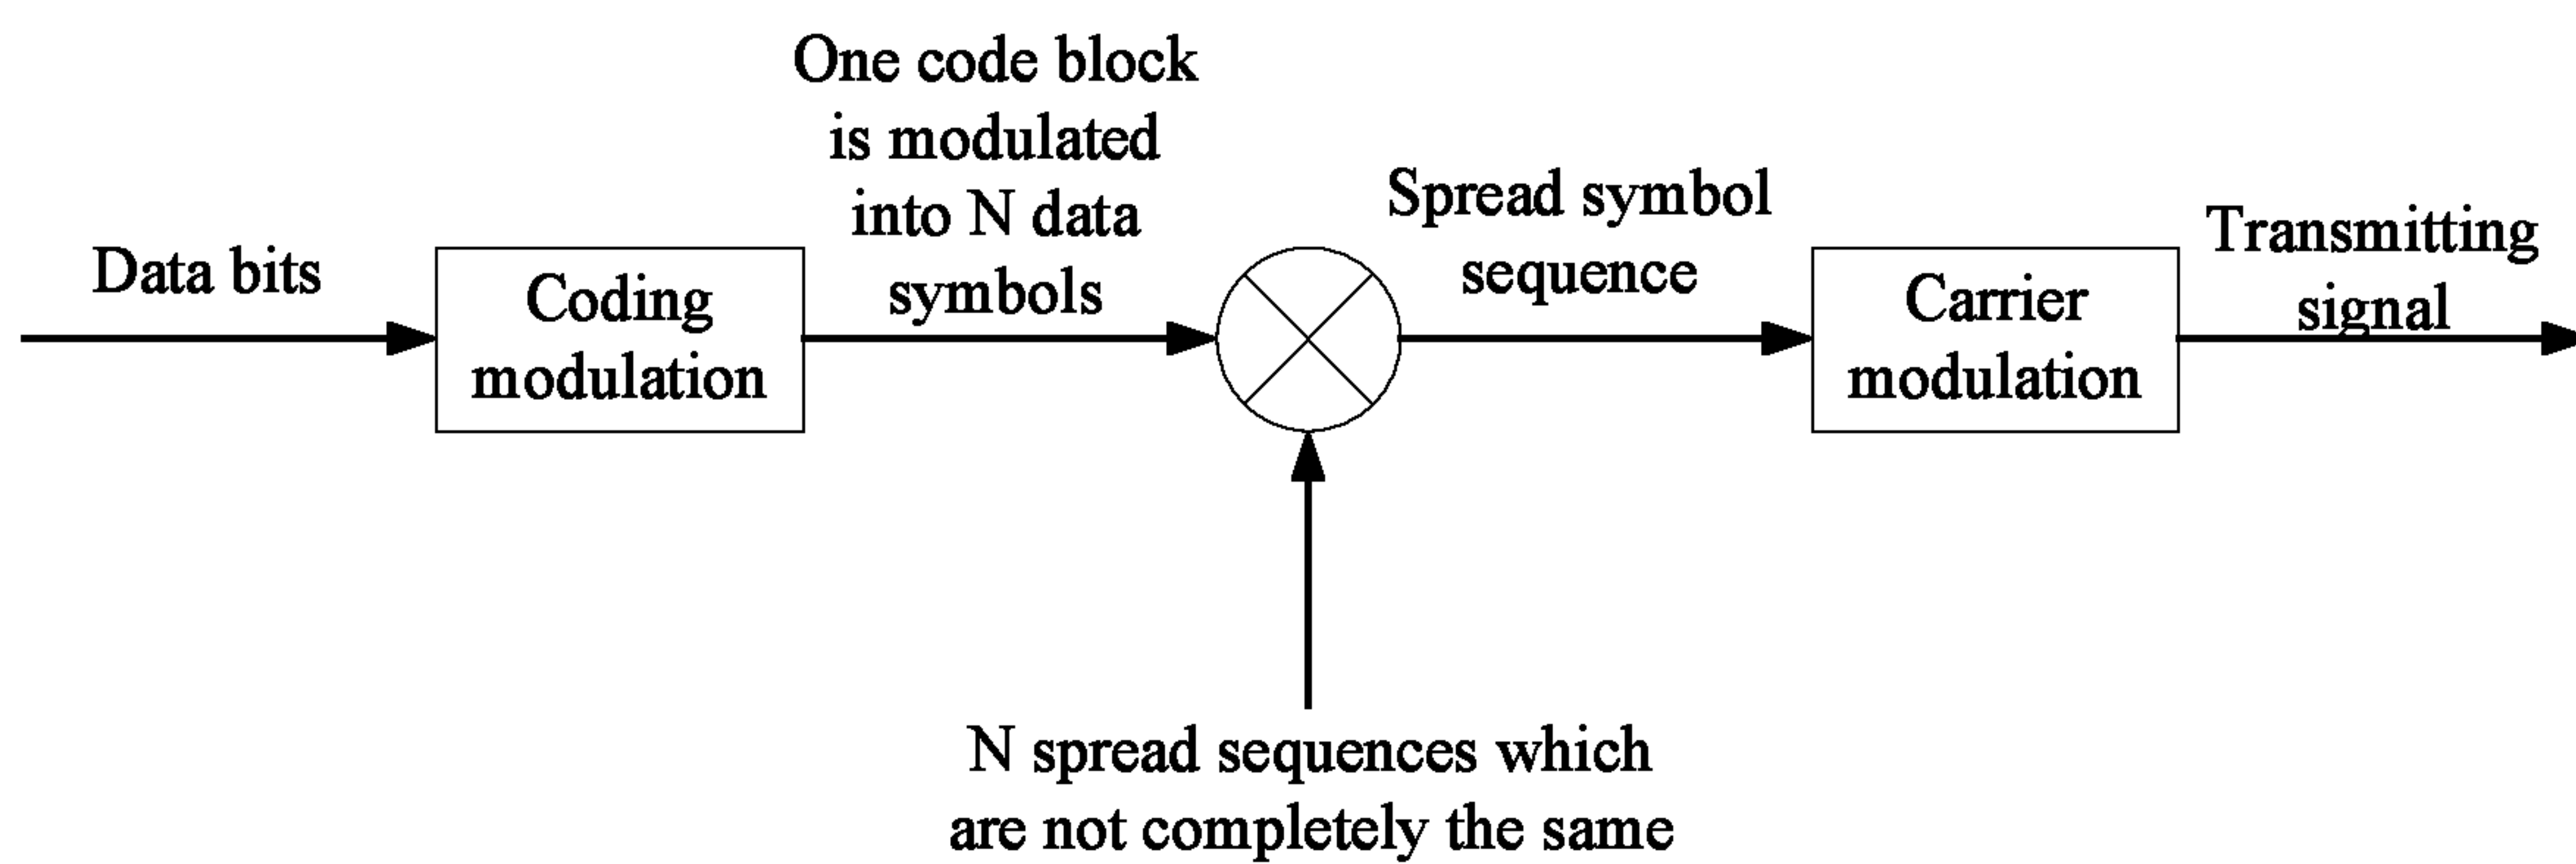 Data bits
Coding
modulation
One code block
is modulated
into N data
symbols
Spread symbol
sequence
Carrier
modulation
Transmitting
signal
N spread sequences which
are not completely the same